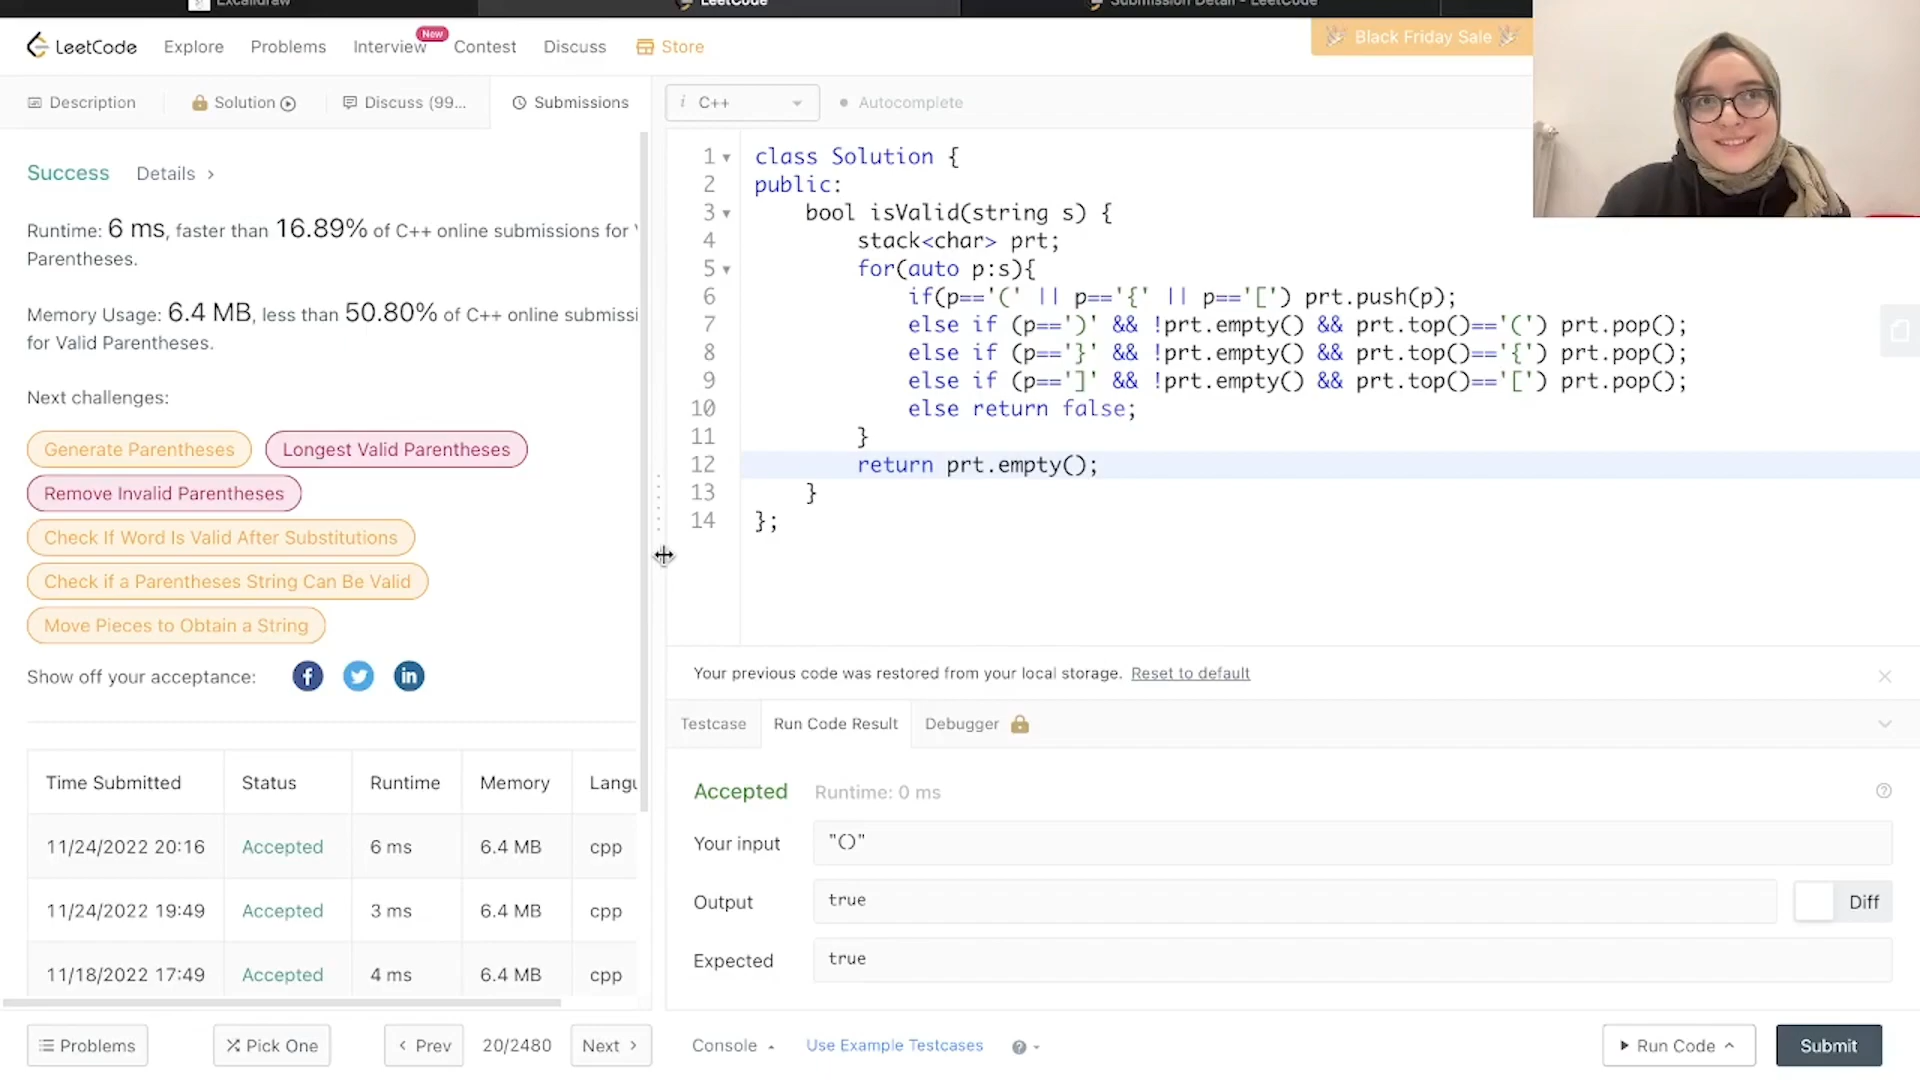 Excalidraw
LeetCode
Submission Detail - LeetCode
LeetCode
Explore
Problems
Interview
New
Contest
Discuss
Store
Black Friday Sale
Description
Solution
Discuss (99...
Submissions
i C++
Autocomplete
Success
Details
Runtime: 6 ms, faster than 16.89% of C++ online submissions for
Parentheses.
Memory Usage: 6.4 MB, less than 50.80% of C++ online submissi
for Valid Parentheses.
Next challenges:
Generate Parentheses
Longest Valid Parentheses
Remove Invalid Parentheses
Check If Word Is Valid After Substitutions
Check if a Parentheses String Can Be Valid
Move Pieces to Obtain a String
Show off your acceptance:
Time Submitted Status Runtime Memory Langu
11/24/2022 20:16 Accepted 6 ms 6.4 MB cpp
11/24/2022 19:49 Accepted 3 ms 6.4 MB cpp
11/18/2022 17:49 Accepted 4 ms 6.4 MB cpp
1 class Solution {
2 public:
3 bool isValid(string s) {
4 stack<char> prt;
5 for(auto p:s){
6 if(p=='(' || p=='{' || p=='[') prt.push(p);
7 else if (p==')' && !prt.empty() && prt.top()=='(') prt.pop();
8 else if (p=='}' && !prt.empty() && prt.top()=='{') prt.pop();
9 else if (p==']' && !prt.empty() && prt.top()=='[') prt.pop();
10 else return false;
11 }
12 return prt.empty();
13 }
14 };
Your previous code was restored from your local storage. Reset to default
Testcase
Run Code Result
Debugger
Accepted Runtime: 0 ms
Your input "()"
Output true
Diff
Expected true
Problems
Pick One
Prev
20/2480
Next
Console
Use Example Testcases
Run Code
Submit